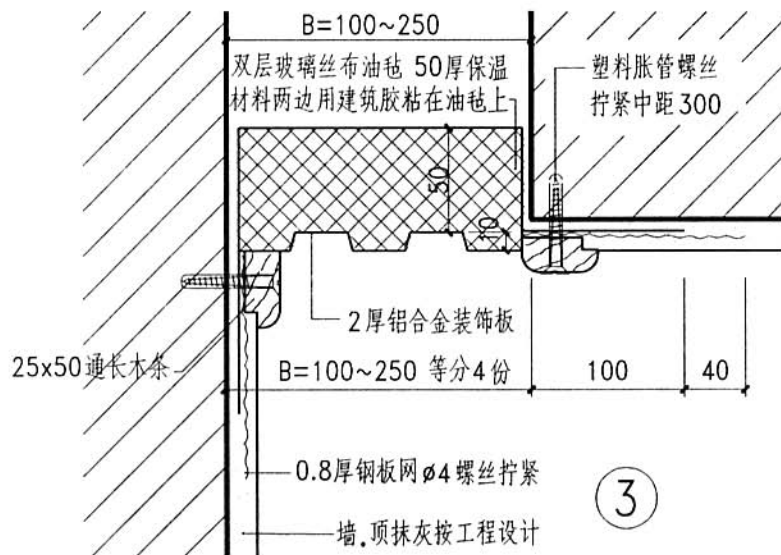 B=100~250
双层玻璃丝布油毡 50厚保温
材料两边用建筑胶粘在油毡上
塑料胀管螺丝
拧紧中距300
50
10
2厚铝合金装饰板
25x50通长木条
B=100~250 等分4份
100
40
0.8厚钢板网ø4螺丝拧紧
墙.顶抹灰按工程设计
3